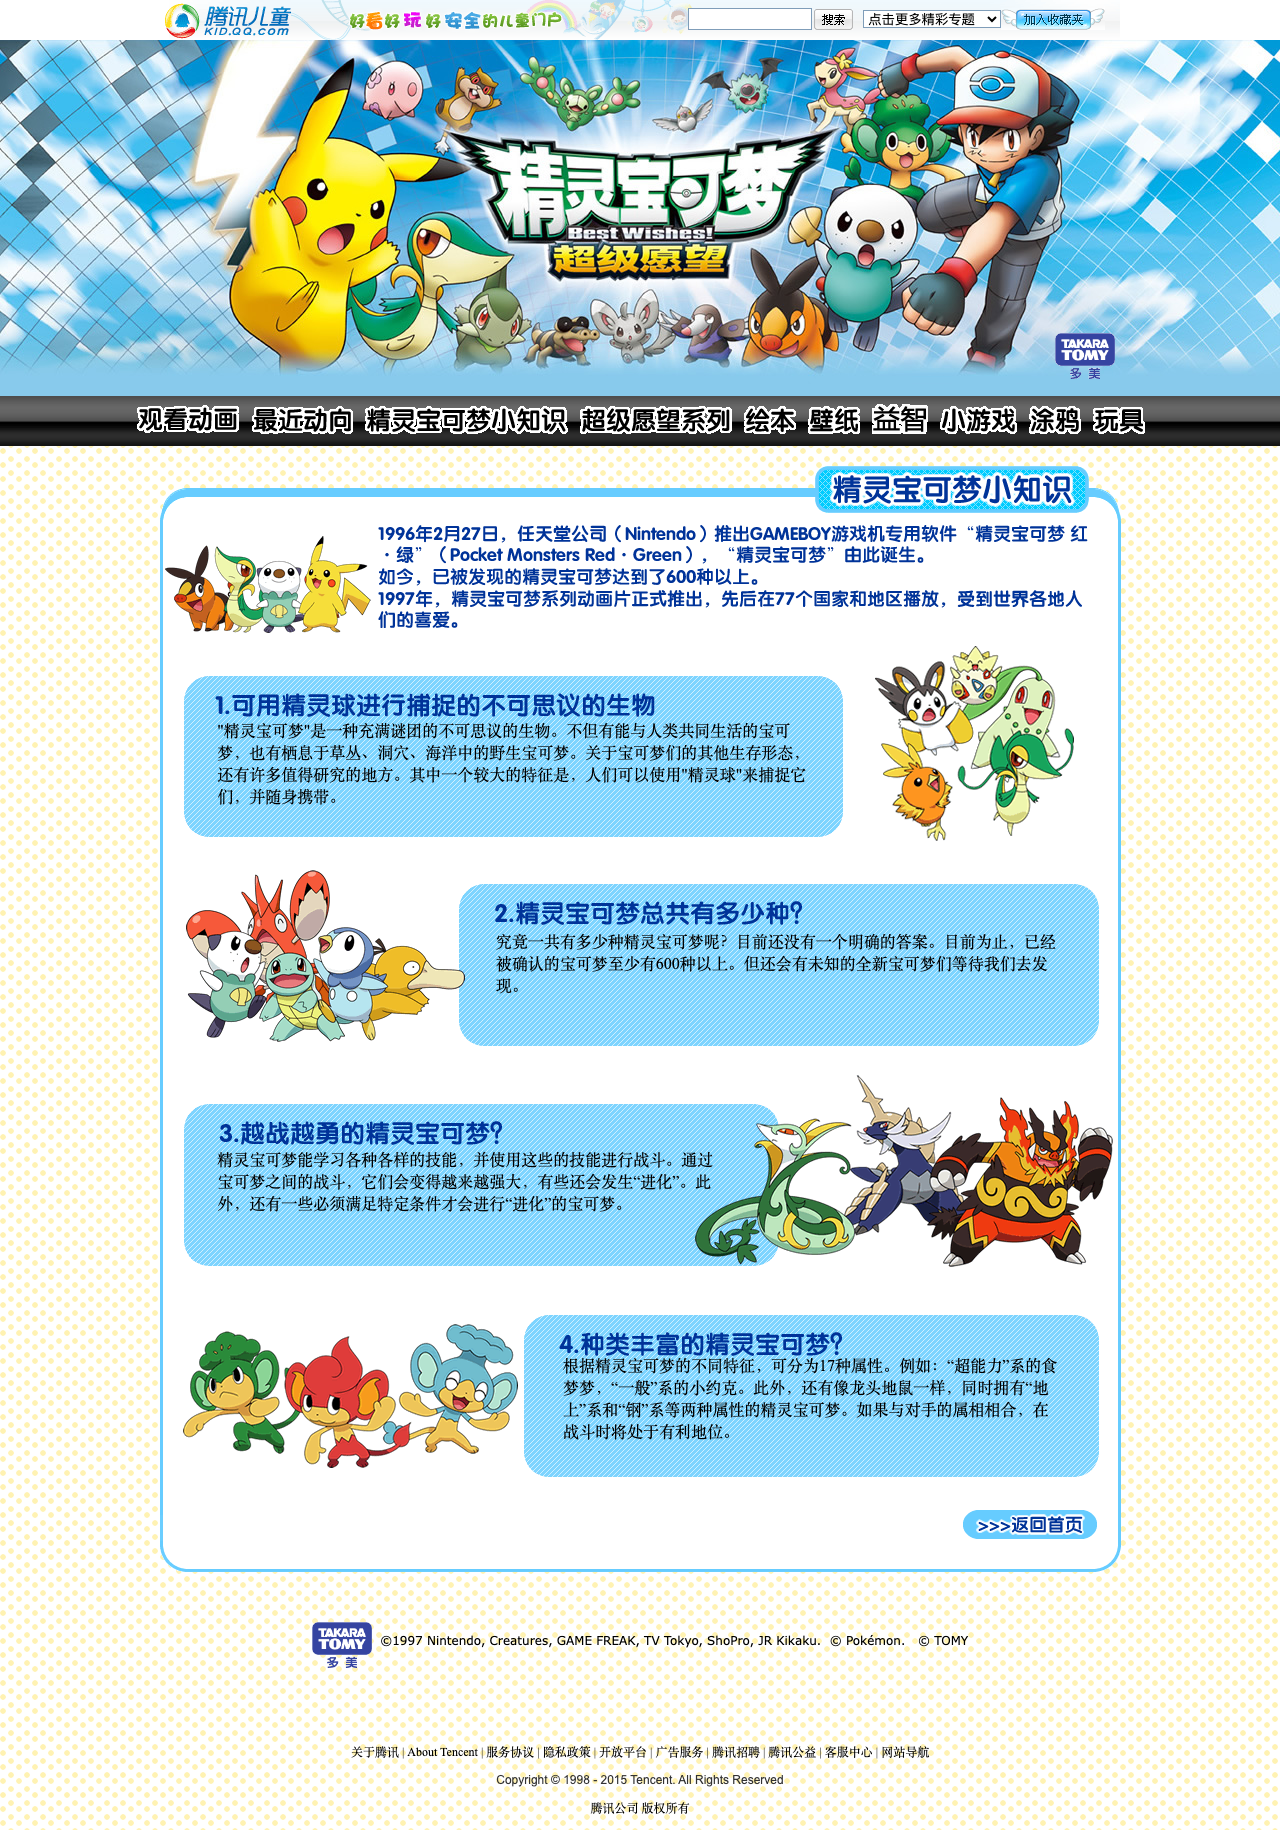 腾讯儿童
KID.QQ.com
好看好玩好安全的儿童门户
搜索
点击更多精彩专题
加入收藏夹
精灵宝可梦
Best Wishes!
超级愿望
TAKARA
TOMY
多美
观看动画 最近动向 精灵宝可梦小知识 超级愿望系列 绘本 壁纸 益智 小游戏 涂鸦 玩具
精灵宝可梦小知识
1996年2月27日，任天堂公司（Nintendo）推出GAMEBOY游戏机专用软件“精灵宝可梦 红
·绿”（Pocket Monsters Red·Green），“精灵宝可梦”由此诞生。
如今，已被发现的精灵宝可梦达到了600种以上。
1997年，精灵宝可梦系列动画片正式推出，先后在77个国家和地区播放，受到世界各地人
们的喜爱。
1.可用精灵球进行捕捉的不可思议的生物
"精灵宝可梦"是一种充满谜团的不可思议的生物。不但有能与人类共同生活的宝可
梦，也有栖息于草丛、洞穴、海洋中的野生宝可梦。关于宝可梦们的其他生存形态，
还有许多值得研究的地方。其中一个较大的特征是，人们可以使用"精灵球"来捕捉它
们，并随身携带。
2.精灵宝可梦总共有多少种？
究竟一共有多少种精灵宝可梦呢？目前还没有一个明确的答案。目前为止，已经
被确认的宝可梦至少有600种以上。但还会有未知的全新宝可梦们等待我们去发
现。
3.越战越勇的精灵宝可梦？
精灵宝可梦能学习各种各样的技能，并使用这些的技能进行战斗。通过
宝可梦之间的战斗，它们会变得越来越强大，有些还会发生“进化”。此
外，还有一些必须满足特定条件才会进行“进化”的宝可梦。
4.种类丰富的精灵宝可梦？
根据精灵宝可梦的不同特征，可分为17种属性。例如：“超能力”系的食
梦梦，“一般”系的小约克。此外，还有像龙头地鼠一样，同时拥有“地
上”系和“钢”系等两种属性的精灵宝可梦。如果与对手的属相相合，在
战斗时将处于有利地位。
>>>返回首页
TAKARA
TOMY
多美
©1997 Nintendo, Creatures, GAME FREAK, TV Tokyo, ShoPro, JR Kikaku. © Pokémon. © TOMY
关于腾讯 | About Tencent | 服务协议 | 隐私政策 | 开放平台 | 广告服务 | 腾讯招聘 | 腾讯公益 | 客服中心 | 网站导航
Copyright © 1998 - 2015 Tencent. All Rights Reserved
腾讯公司 版权所有